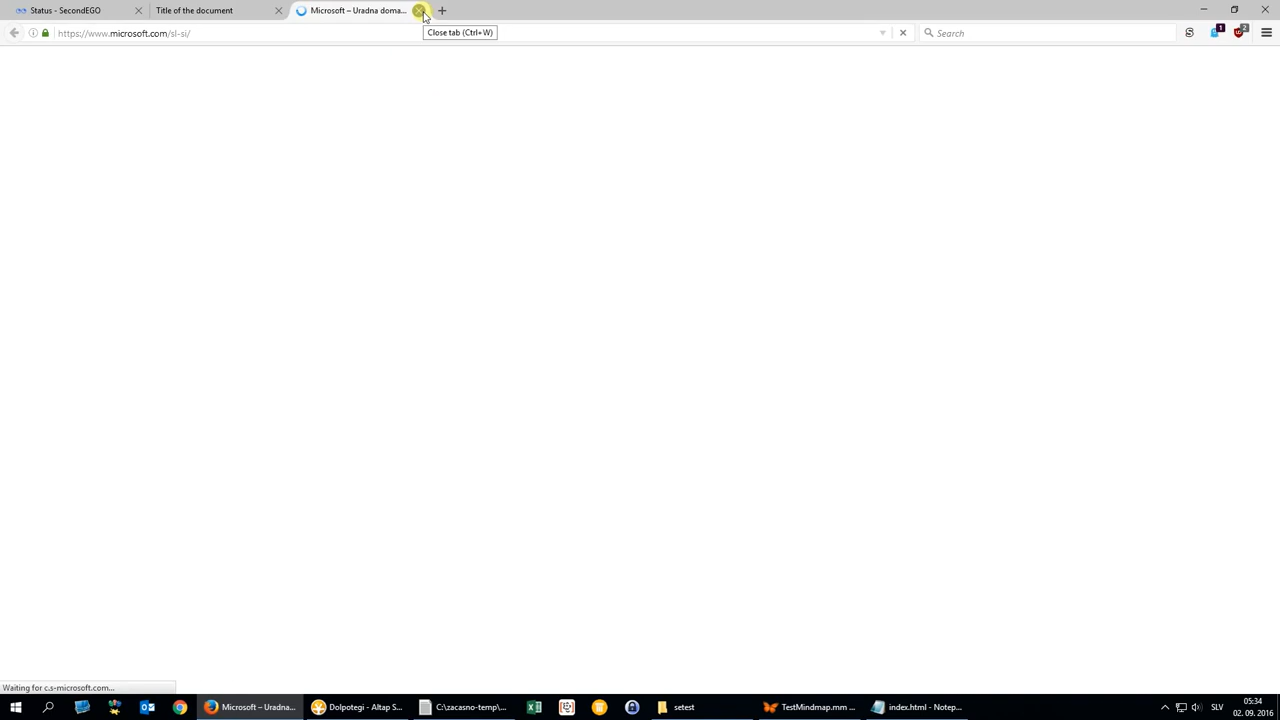 Status - SecondEGO
Title of the document
Microsoft – Uradna doma...
https://www.microsoft.com/sl-si/
Close tab (Ctrl+W)
Search
1
2
Waiting for c.s-microsoft.com...
Microsoft – Uradna...
Dolpotegi - Altap S...
C:\zacasno-temp\...
setest
TestMindmap.mm ...
index.html - Notep...
SLV
05:34
02. 09. 2016